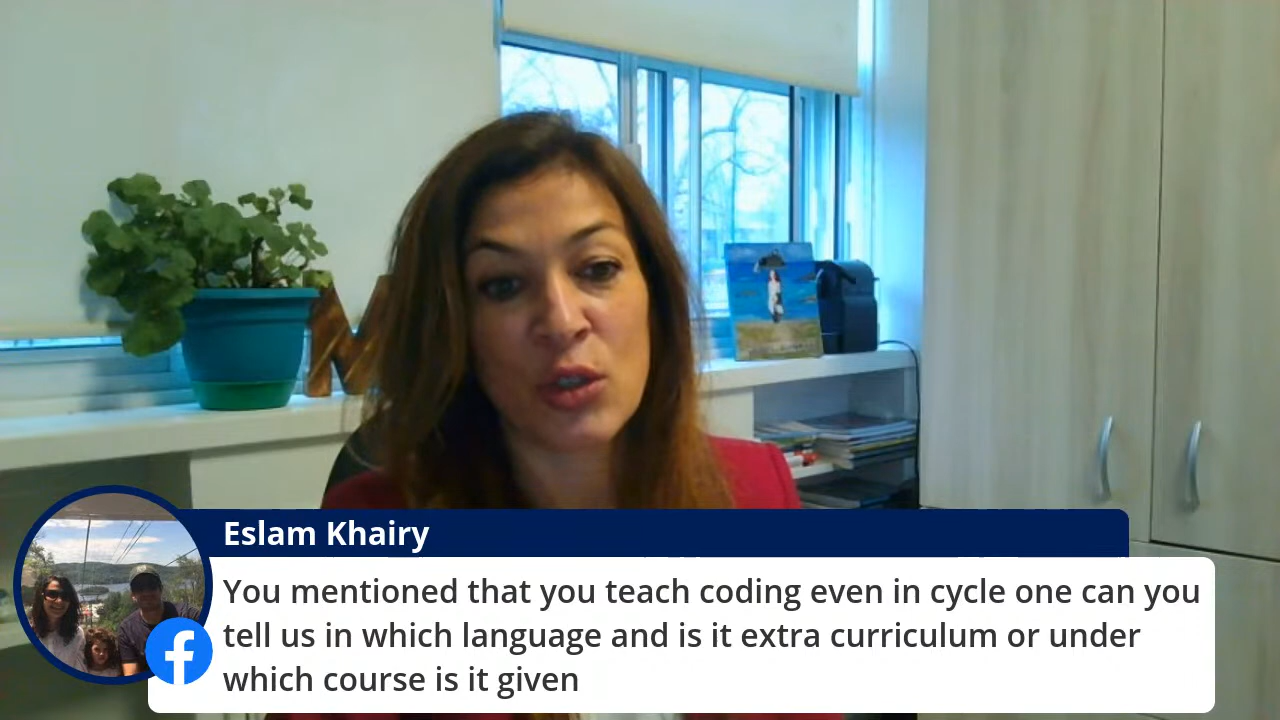 Eslam Khairy
You mentioned that you teach coding even in cycle one can you
tell us in which language and is it extra curriculum or under
which course is it given